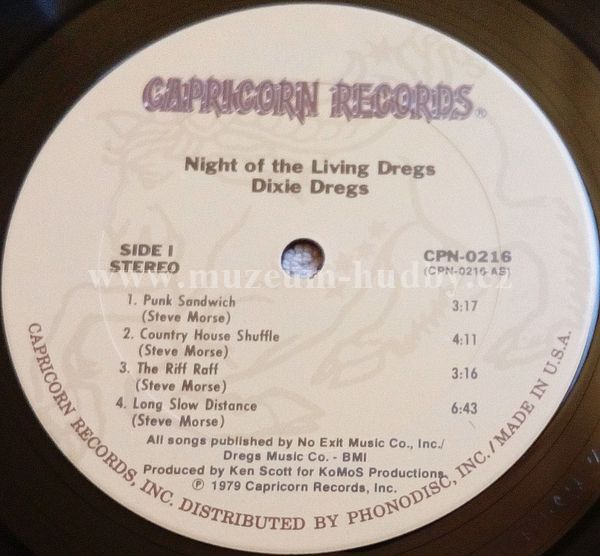 CAPRICORN RECORDS®
Night of the Living Dregs
Dixie Dregs
SIDE I
STEREO
CPN-0216
(CPN-0216 AS)
www.muzeum-hudby.cz
1. Punk Sandwich 3:17
(Steve Morse)
2. Country House Shuffle 4:11
(Steve Morse)
3. The Riff Raff 3:16
(Steve Morse)
4. Long Slow Distance 6:43
(Steve Morse)
All songs published by No Exit Music Co., Inc./
Dregs Music Co. - BMI
Produced by Ken Scott for KoMoS Productions
℗ 1979 Capricorn Records, Inc.
CAPRICORN RECORDS, INC. DISTRIBUTED BY PHONODISC, INC. / MADE IN U.S.A.